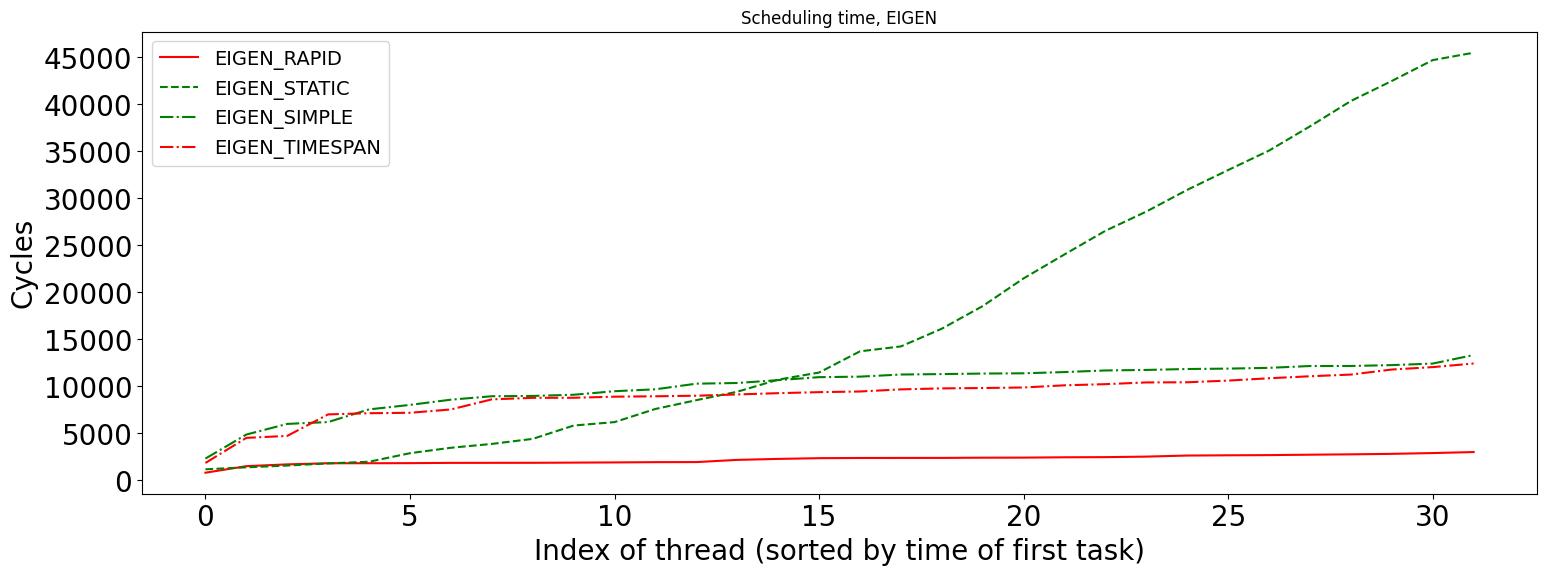 Scheduling time, EIGEN
EIGEN_RAPID
EIGEN_STATIC
EIGEN_SIMPLE
EIGEN_TIMESPAN
45000
40000
35000
30000
25000
20000
15000
10000
5000
0
Cycles
0 5 10 15 20 25 30
Index of thread (sorted by time of first task)